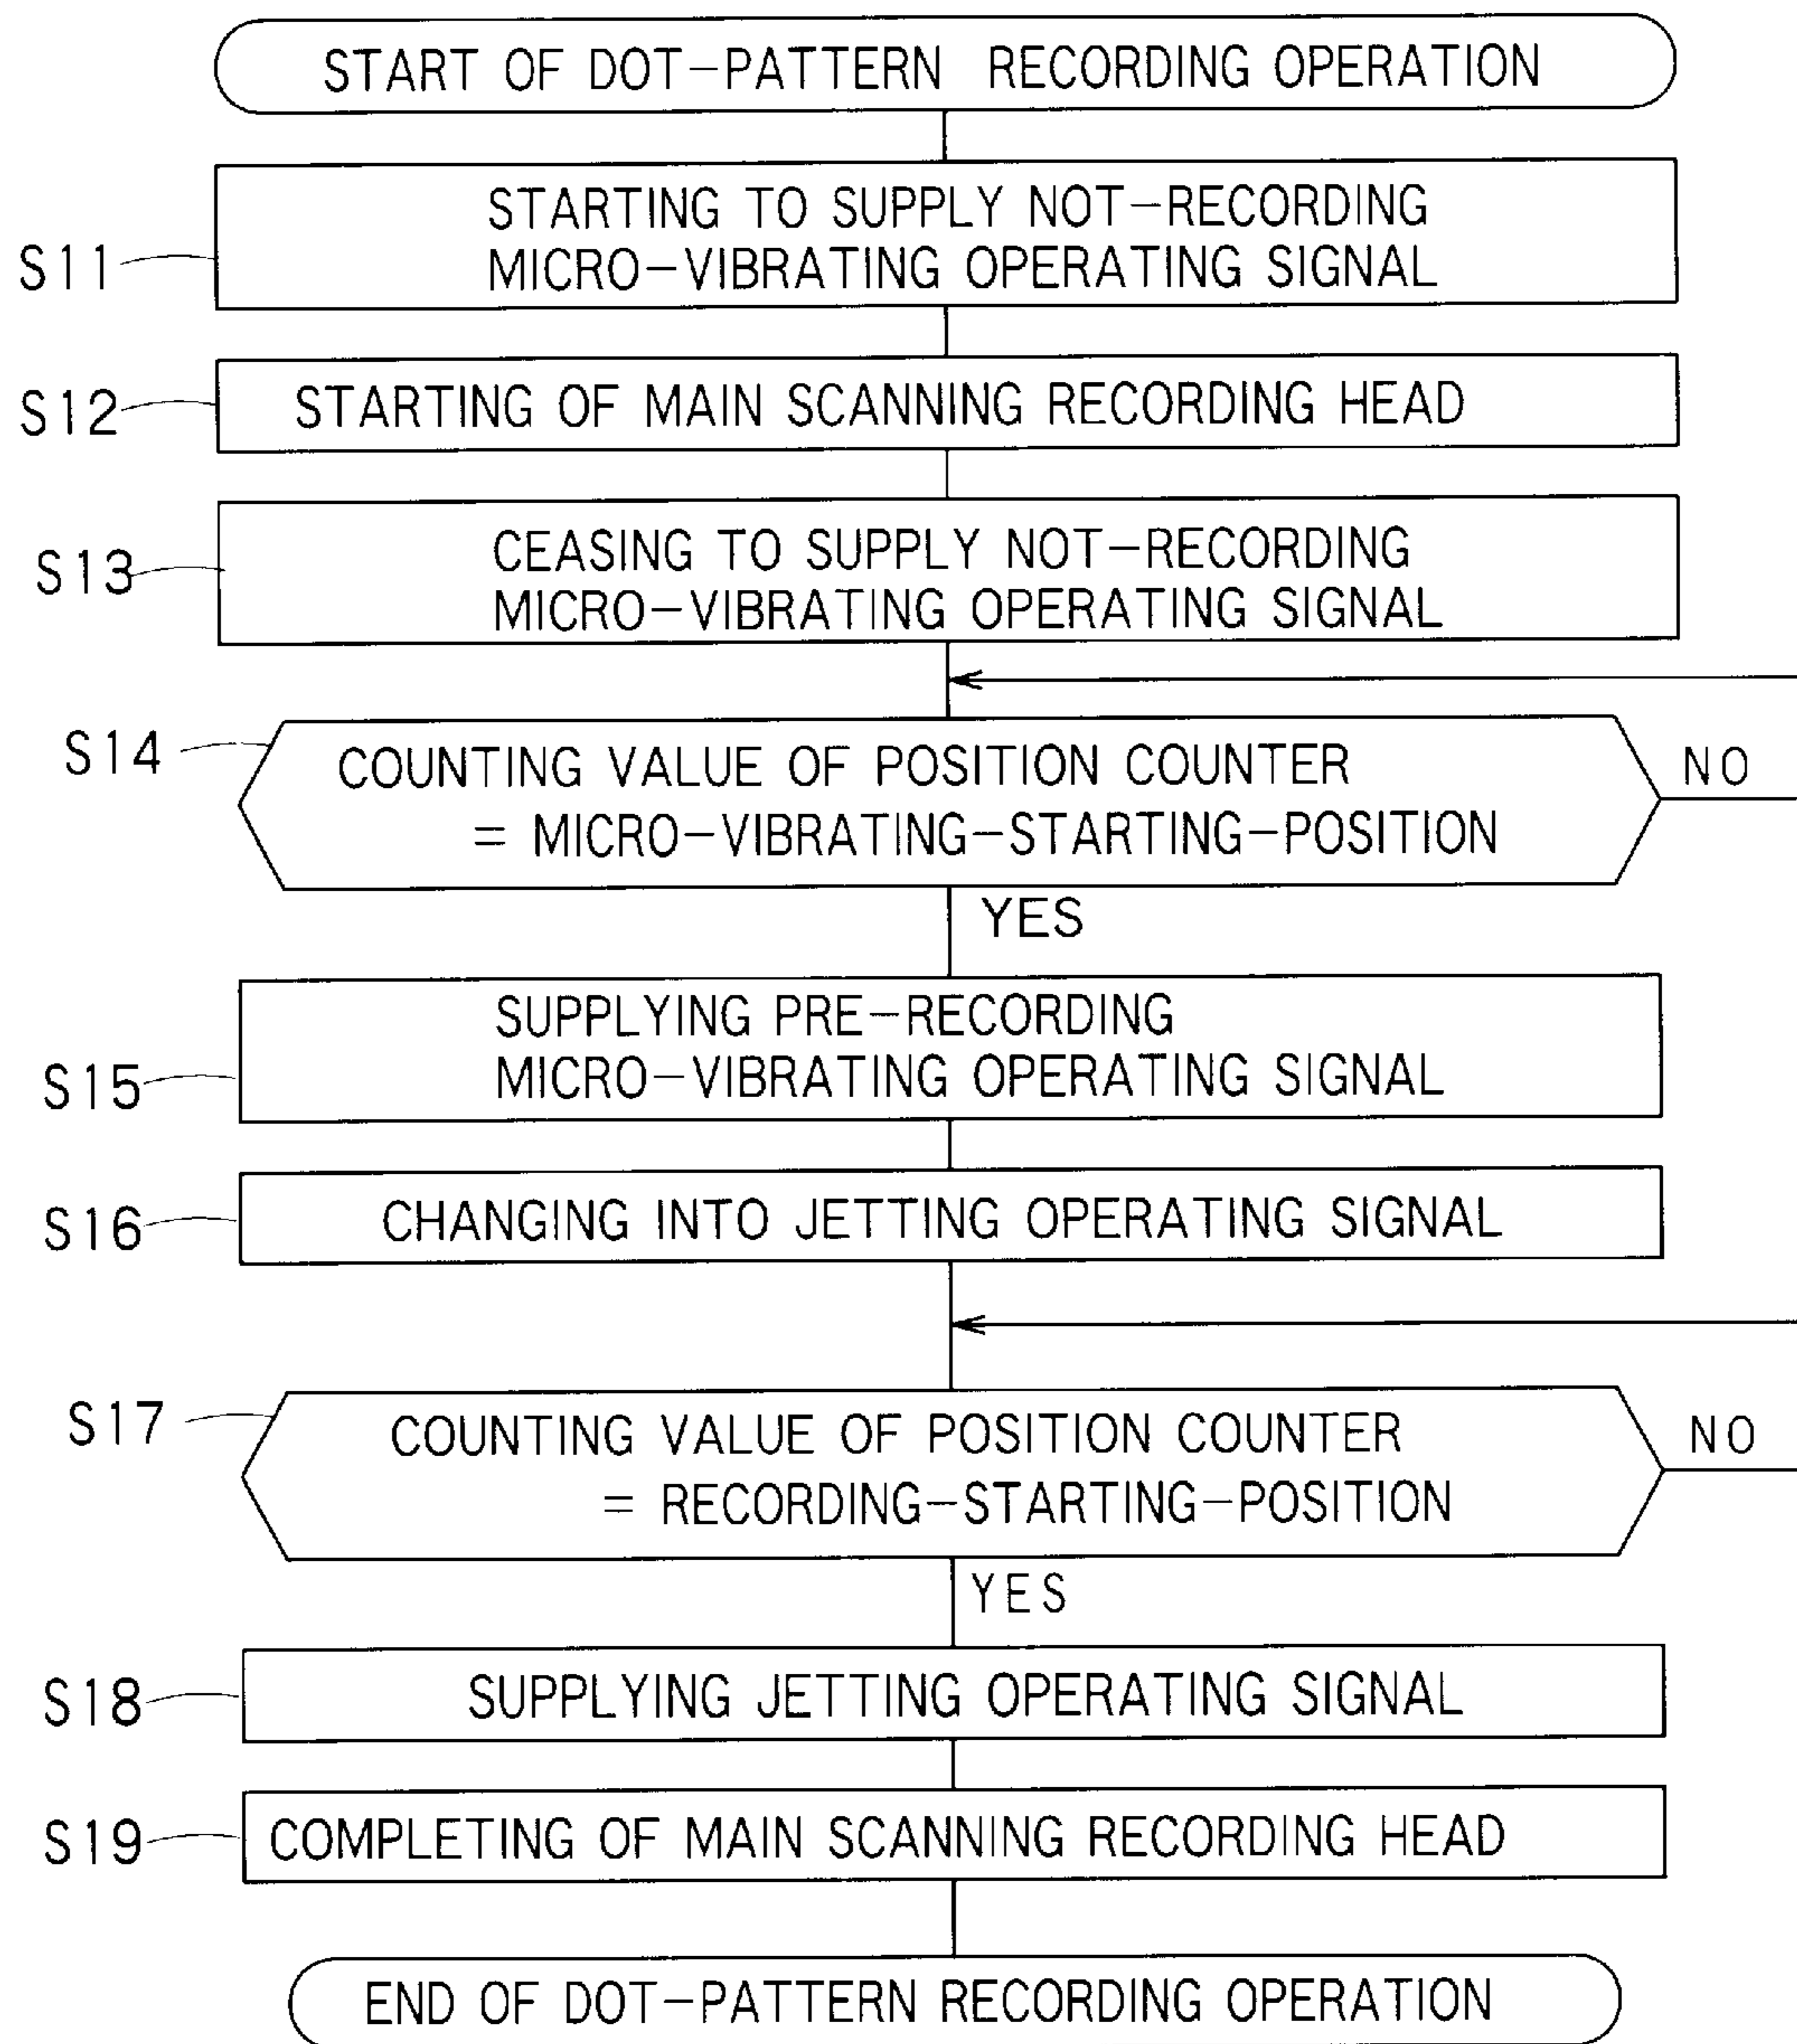 START OF DOT-PATTERN RECORDING OPERATION
S11
STARTING TO SUPPLY NOT-RECORDING
MICRO-VIBRATING OPERATING SIGNAL
S12
STARTING OF MAIN SCANNING RECORDING HEAD
S13
CEASING TO SUPPLY NOT-RECORDING
MICRO-VIBRATING OPERATING SIGNAL
S14
COUNTING VALUE OF POSITION COUNTER
= MICRO-VIBRATING-STARTING-POSITION
NO
YES
S15
SUPPLYING PRE-RECORDING
MICRO-VIBRATING OPERATING SIGNAL
S16
CHANGING INTO JETTING OPERATING SIGNAL
S17
COUNTING VALUE OF POSITION COUNTER
= RECORDING-STARTING-POSITION
NO
YES
S18
SUPPLYING JETTING OPERATING SIGNAL
S19
COMPLETING OF MAIN SCANNING RECORDING HEAD
END OF DOT-PATTERN RECORDING OPERATION